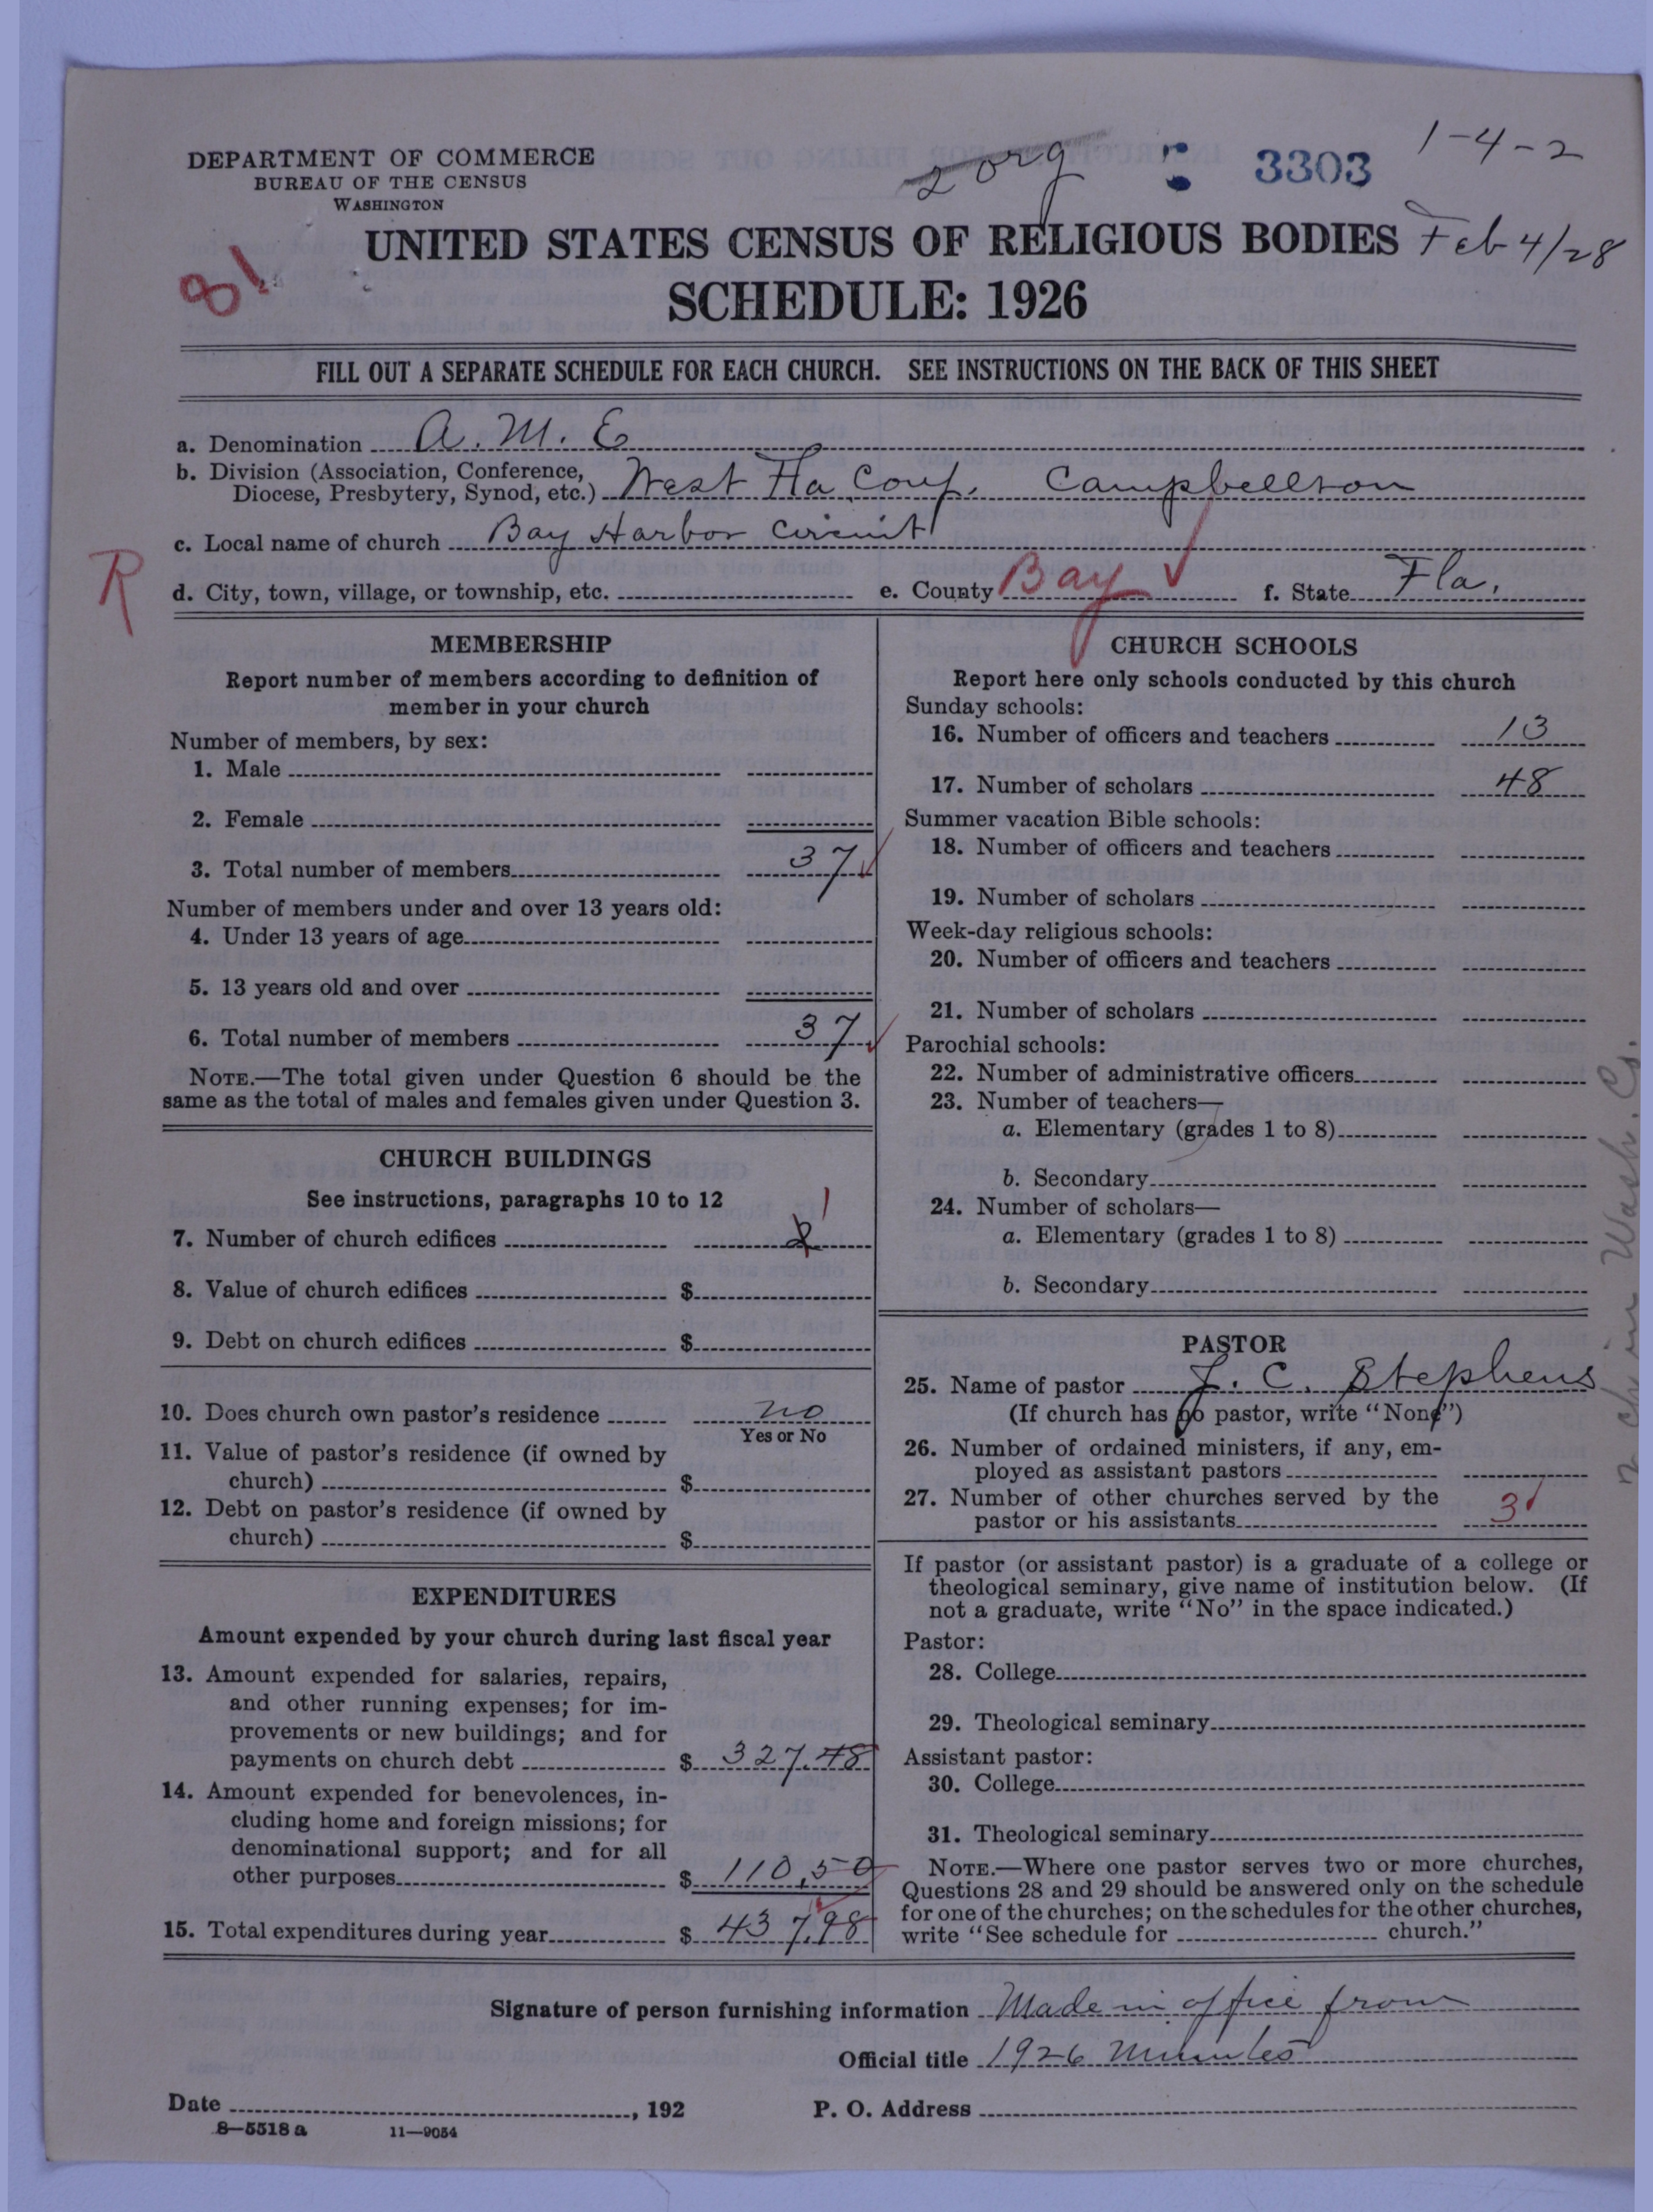 DEPARTMENT OF COMMERCE
BUREAU OF THE CENSUS
WASHINGTON
2 org
3303
1-4-2
81
UNITED STATES CENSUS OF RELIGIOUS BODIES
Feb 4/28
SCHEDULE: 1926
FILL OUT A SEPARATE SCHEDULE FOR EACH CHURCH. SEE INSTRUCTIONS ON THE BACK OF THIS SHEET
a. Denomination A. M. E
b. Division (Association, Conference,
Diocese, Presbytery, Synod, etc.) West Fla Conf. Campbellton
c. Local name of church Bay Harbor Circuit
R
d. City, town, village, or township, etc. e. County Bay f. State Fla.
MEMBERSHIP
Report number of members according to definition of
member in your church
Number of members, by sex:
1. Male
2. Female
3. Total number of members 37
Number of members under and over 13 years old:
4. Under 13 years of age
5. 13 years old and over
6. Total number of members 37
NOTE.—The total given under Question 6 should be the
same as the total of males and females given under Question 3.
CHURCH BUILDINGS
See instructions, paragraphs 10 to 12
7. Number of church edifices 2 1
8. Value of church edifices $
9. Debt on church edifices $
10. Does church own pastor's residence no
Yes or No
11. Value of pastor's residence (if owned by
church) $
12. Debt on pastor's residence (if owned by
church) $
EXPENDITURES
Amount expended by your church during last fiscal year
13. Amount expended for salaries, repairs,
and other running expenses; for im-
provements or new buildings; and for
payments on church debt $ 327.48
14. Amount expended for benevolences, in-
cluding home and foreign missions; for
denominational support; and for all
other purposes $ 110,50
15. Total expenditures during year $ 437,98
CHURCH SCHOOLS
Report here only schools conducted by this church
Sunday schools:
16. Number of officers and teachers 13
17. Number of scholars 48
Summer vacation Bible schools:
18. Number of officers and teachers
19. Number of scholars
Week-day religious schools:
20. Number of officers and teachers
21. Number of scholars
Parochial schools:
22. Number of administrative officers
23. Number of teachers—
a. Elementary (grades 1 to 8)
b. Secondary
24. Number of scholars—
a. Elementary (grades 1 to 8)
b. Secondary
PASTOR
25. Name of pastor J. C. Stephens
(If church has no pastor, write "None")
26. Number of ordained ministers, if any, em-
ployed as assistant pastors
27. Number of other churches served by the
pastor or his assistants 3
If pastor (or assistant pastor) is a graduate of a college or
theological seminary, give name of institution below. (If
not a graduate, write "No" in the space indicated.)
Pastor:
28. College
29. Theological seminary
Assistant pastor:
30. College
31. Theological seminary
NOTE.—Where one pastor serves two or more churches,
Questions 28 and 29 should be answered only on the schedule
for one of the churches; on the schedules for the other churches,
write "See schedule for church."
2 ch in Wash. Co.
Signature of person furnishing information Made in office from
Official title 1926 Minutes
Date , 192 P. O. Address
8—5518 a 11—9054